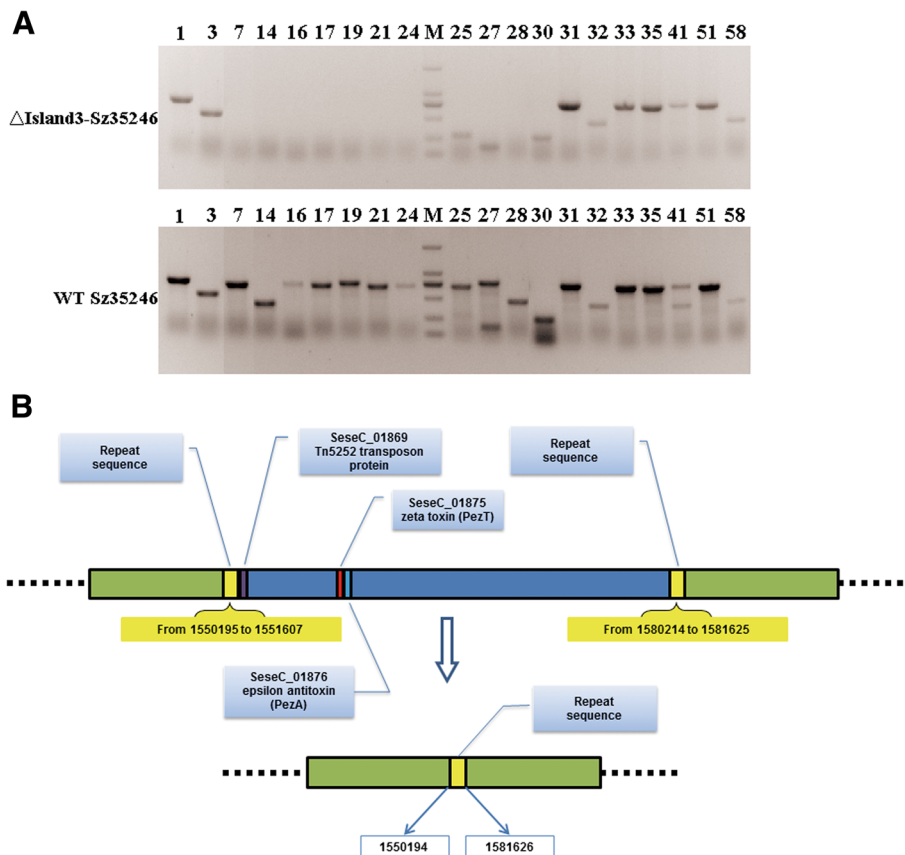 A
1 3 7 14 16 17 19 21 24 M 25 27 28 30 31 32 33 35 41 51 58
△Island3-Sz35246
1 3 7 14 16 17 19 21 24 M 25 27 28 30 31 32 33 35 41 51 58
WT Sz35246
B
Repeat
sequence
SeseC_01869
Tn5252 transposon
protein
Repeat
sequence
SeseC_01875
zeta toxin (PezT)
From 1550195 to 1551607
From 1580214 to 1581625
SeseC_01876
epsilon antitoxin
(PezA)
Repeat
sequence
1550194
1581626